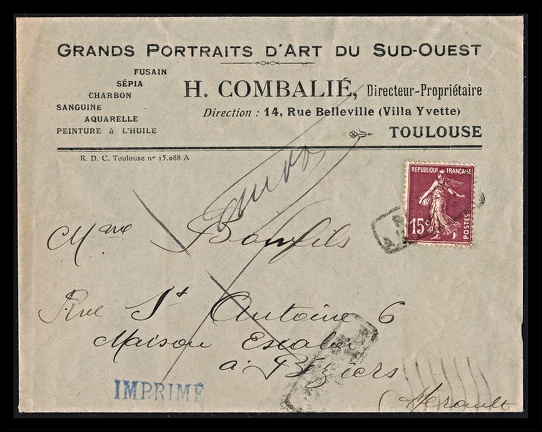 GRANDS PORTRAITS D'ART DU SUD-OUEST
FUSAIN
SÉPIA
CHARBON
SANGUINE
AQUARELLE
PEINTURE à L'HUILE
H. COMBALIÉ, Directeur-Propriétaire
Direction : 14, Rue Belleville (Villa Yvette)
TOULOUSE
R. D. C. Toulouse n° 15.088 A
REPUBLIQUE FRANÇAISE
15c
POSTES
Mme Bonfils
Rue St Antoine 6
Maison
à Béziers
Hérault
IMPRIMÉ